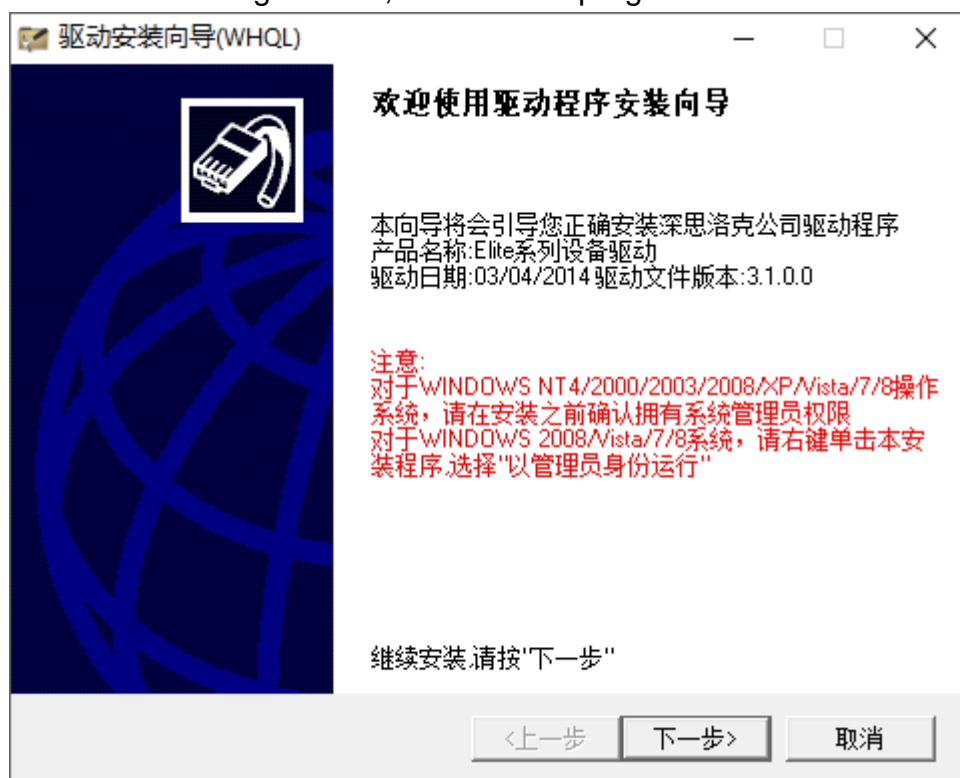 驱动安装向导(WHQL)
欢迎使用驱动程序安装向导
本向导将会引导您正确安装深思洛克公司驱动程序
产品名称:Elite系列设备驱动
驱动日期:03/04/2014 驱动文件版本:3.1.0.0
注意:
对于WINDOWS NT4/2000/2003/2008/XP/Vista/7/8操作
系统，请在安装之前确认拥有系统管理员权限
对于WINDOWS 2008/Vista/7/8系统，请右键单击本安
装程序,选择"以管理员身份运行"
继续安装,请按'下一步"
<上一步 下一步> 取消